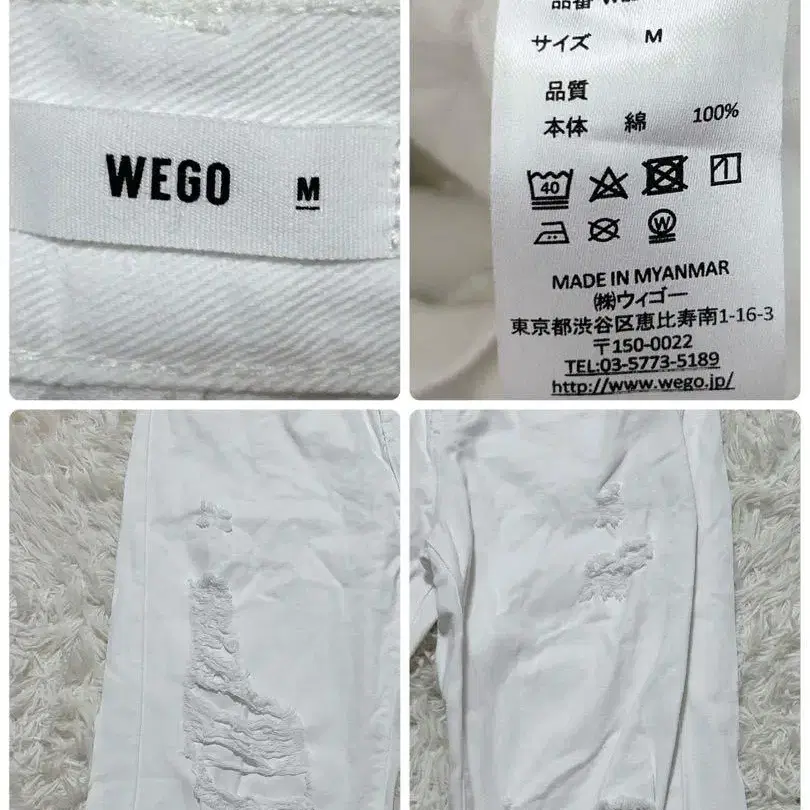 WEGO M
品番
サイズ M
品質
本体 綿 100%
40
W
MADE IN MYANMAR
㈱ウィゴー
東京都渋谷区恵比寿南1-16-3
〒150-0022
TEL:03-5773-5189
http://www.wego.jp/